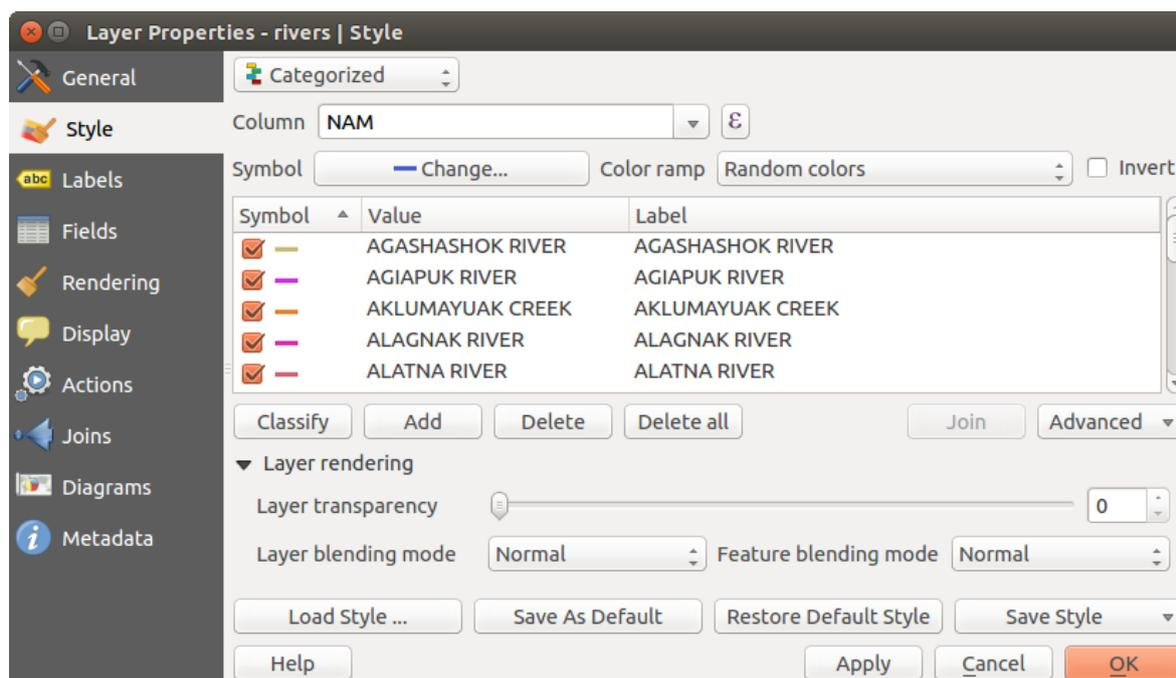 Layer Properties - rivers | Style
General
Style
abc Labels
Fields
Rendering
Display
Actions
Joins
Diagrams
Metadata
Categorized
Column NAM ε
Symbol Change... Color ramp Random colors Invert
Symbol Value Label
AGASHASHOK RIVER AGASHASHOK RIVER
AGIAPUK RIVER AGIAPUK RIVER
AKLUMAYUAK CREEK AKLUMAYUAK CREEK
ALAGNAK RIVER ALAGNAK RIVER
ALATNA RIVER ALATNA RIVER
Classify Add Delete Delete all Join Advanced
Layer rendering
Layer transparency 0
Layer blending mode Normal Feature blending mode Normal
Load Style ... Save As Default Restore Default Style Save Style
Help Apply Cancel OK